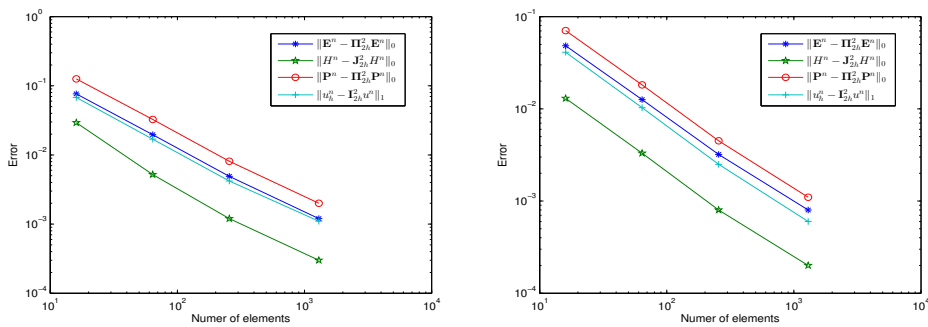 10^0
10^{-1}
10^{-2}
10^{-3}
10^{-4}
Error
‖E^n − Π^2_{2h}E^n‖_0
‖H^n − J^2_{2h}H^n‖_0
‖P^n − Π^2_{2h}P^n‖_0
‖u^n_h − I^2_{2h}u^n‖_1
10^1
10^2
10^3
10^4
Numer of elements
10^{-1}
10^{-2}
10^{-3}
10^{-4}
Error
‖E^n − Π^2_{2h}E^n‖_0
‖H^n − J^2_{2h}H^n‖_0
‖P^n − Π^2_{2h}P^n‖_0
‖u^n_h − I^2_{2h}u^n‖_1
10^1
10^2
10^3
10^4
Numer of elements